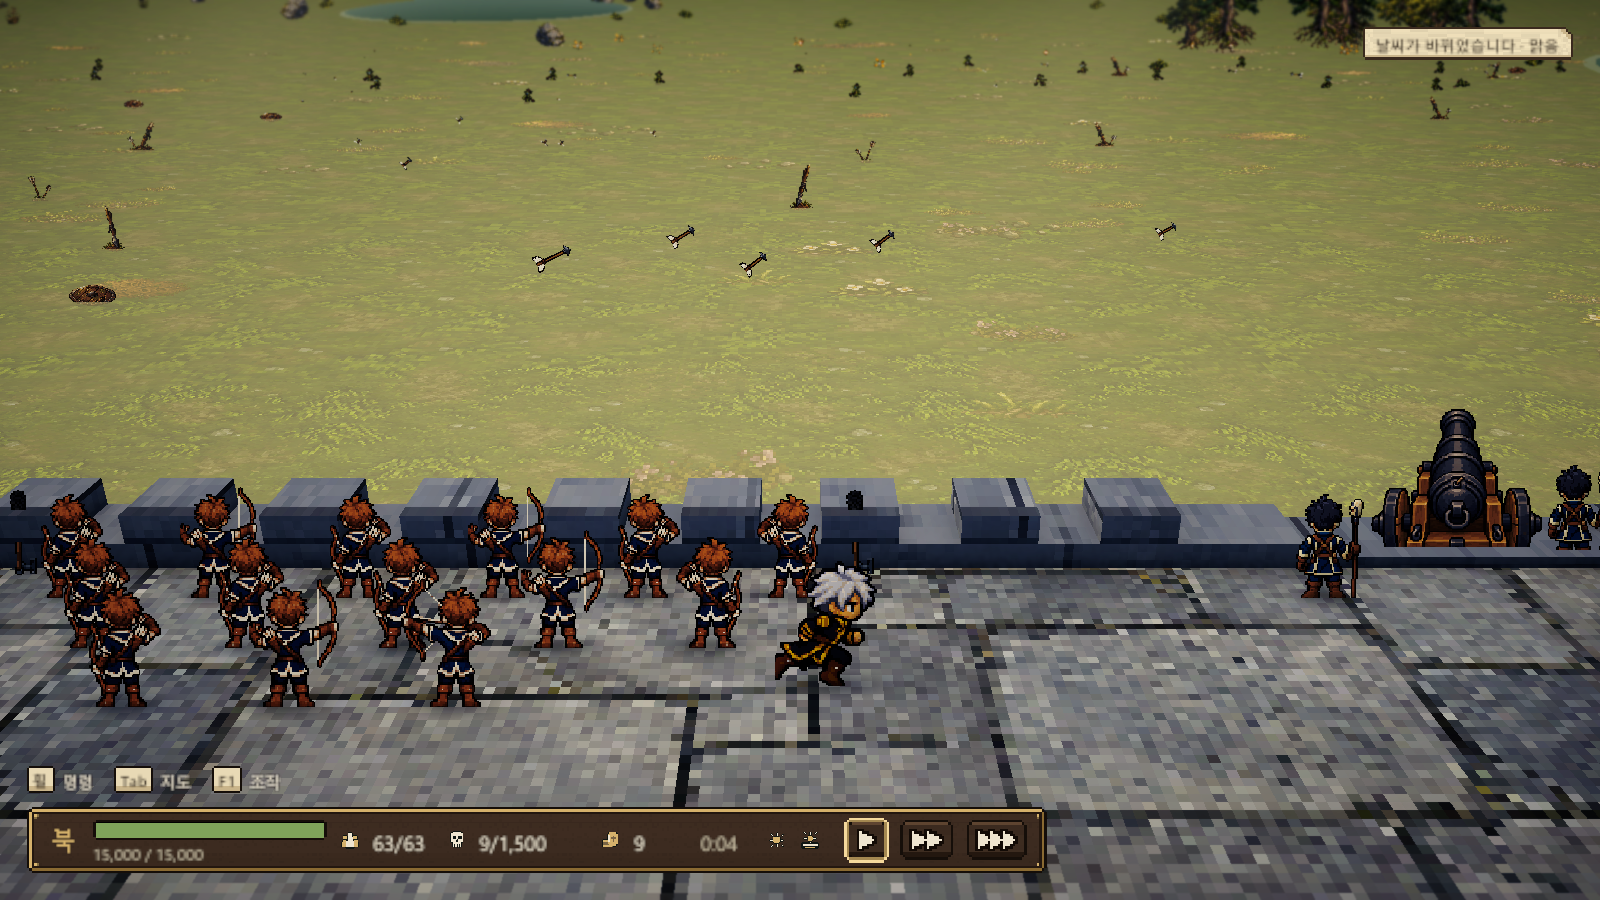 날씨가 바뀌었습니다 · 맑음
휠 명령 Tab 지도 F1 조작
북 15,000 / 15,000 63/63 9/1,500 9 0:04